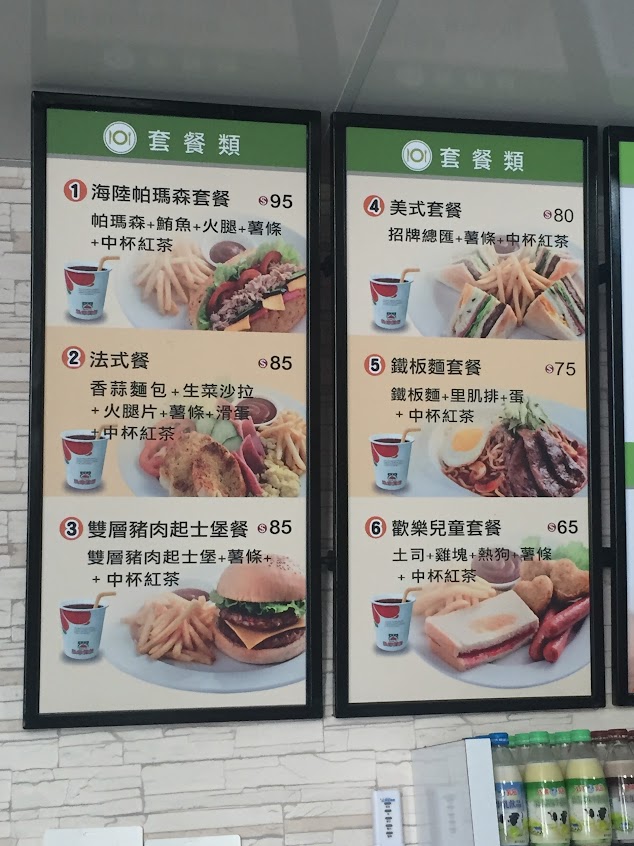 套餐類
1 海陸帕瑪森套餐 $95
帕瑪森+鮪魚+火腿+薯條
+中杯紅茶
2 法式餐 $85
香蒜麵包+生菜沙拉
+火腿片+薯條+滑蛋
+中杯紅茶
3 雙層豬肉起士堡餐 $85
雙層豬肉起士堡+薯條+
+中杯紅茶
套餐類
4 美式套餐 $80
招牌總匯+薯條+中杯紅茶
5 鐵板麵套餐 $75
鐵板麵+里肌排+蛋
+中杯紅茶
6 歡樂兒童套餐 $65
土司+雞塊+熱狗+薯條
+中杯紅茶